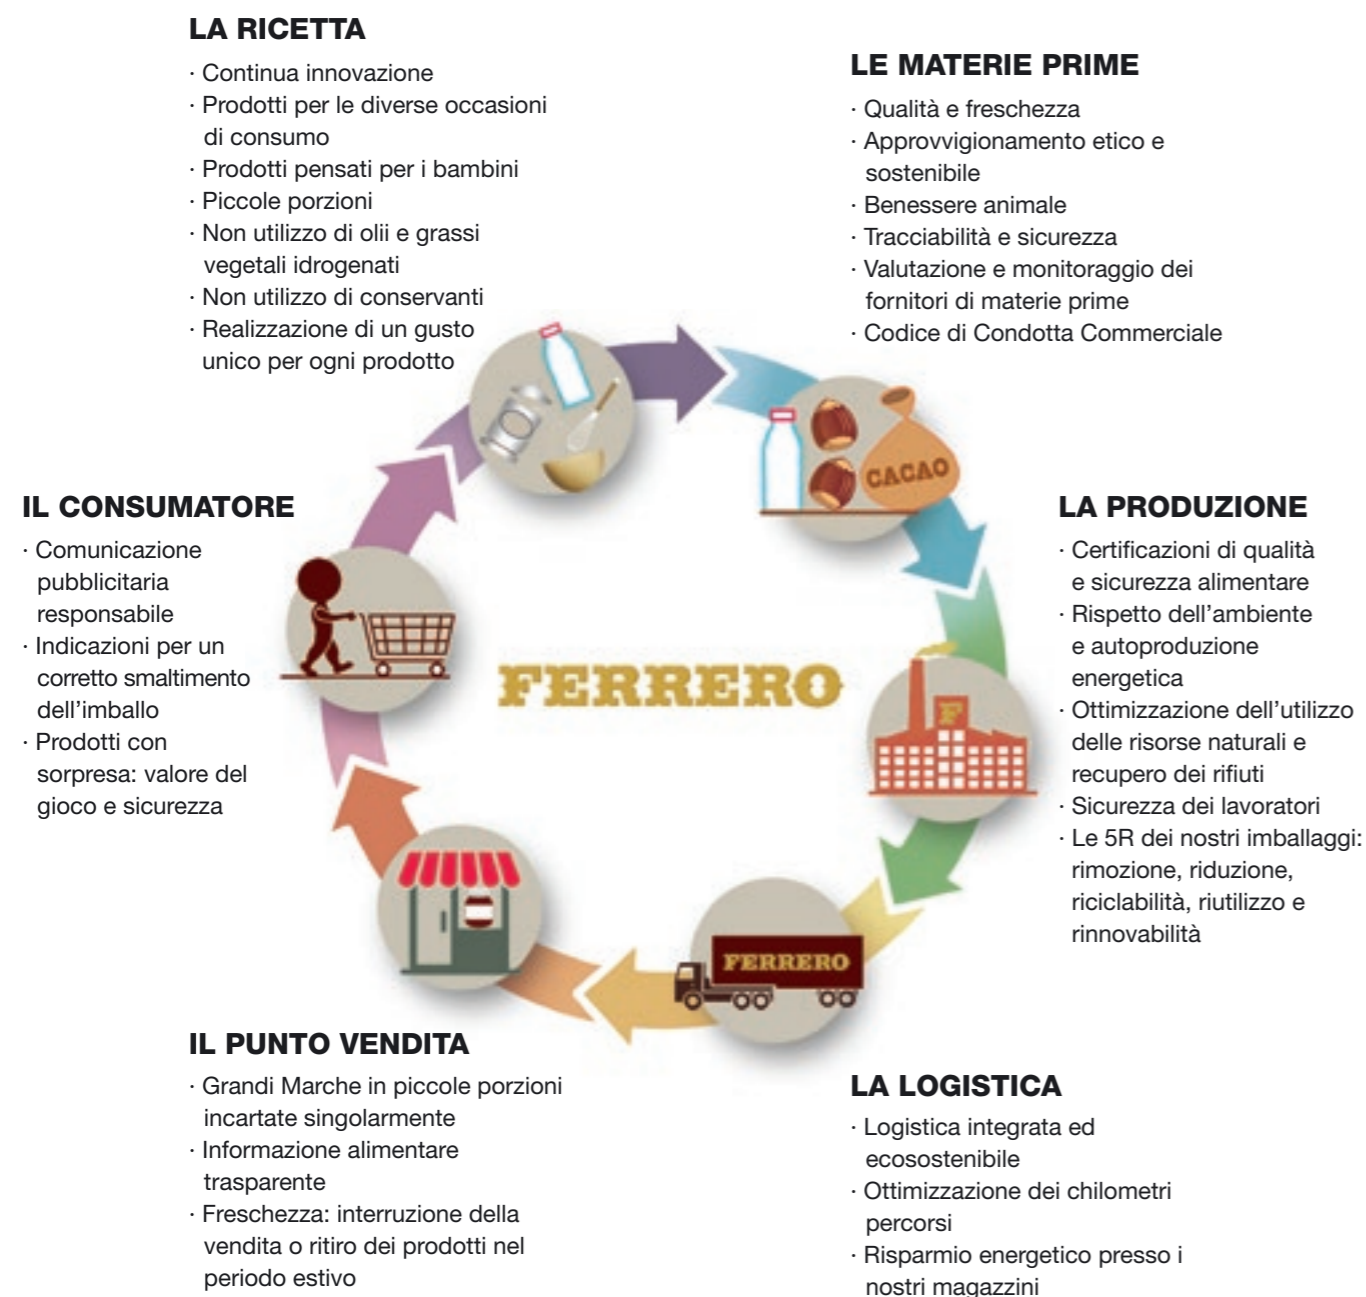 LA RICETTA
· Continua innovazione
· Prodotti per le diverse occasioni
di consumo
· Prodotti pensati per i bambini
· Piccole porzioni
· Non utilizzo di olii e grassi
vegetali idrogenati
· Non utilizzo di conservanti
· Realizzazione di un gusto
unico per ogni prodotto
LE MATERIE PRIME
· Qualità e freschezza
· Approvvigionamento etico e
sostenibile
· Benessere animale
· Tracciabilità e sicurezza
· Valutazione e monitoraggio dei
fornitori di materie prime
· Codice di Condotta Commerciale
CACAO
LA PRODUZIONE
· Certificazioni di qualità
e sicurezza alimentare
· Rispetto dell’ambiente
e autoproduzione
energetica
· Ottimizzazione dell’utilizzo
delle risorse naturali e
recupero dei rifiuti
· Sicurezza dei lavoratori
· Le 5R dei nostri imballaggi:
rimozione, riduzione,
riciclabilità, riutilizzo e
rinnovabilità
F
IL CONSUMATORE
· Comunicazione
pubblicitaria
responsabile
· Indicazioni per un
corretto smaltimento
dell’imballo
· Prodotti con
sorpresa: valore del
gioco e sicurezza
FERRERO
FERRERO
IL PUNTO VENDITA
· Grandi Marche in piccole porzioni
incartate singolarmente
· Informazione alimentare
trasparente
· Freschezza: interruzione della
vendita o ritiro dei prodotti nel
periodo estivo
LA LOGISTICA
· Logistica integrata ed
ecosostenibile
· Ottimizzazione dei chilometri
percorsi
· Risparmio energetico presso i
nostri magazzini